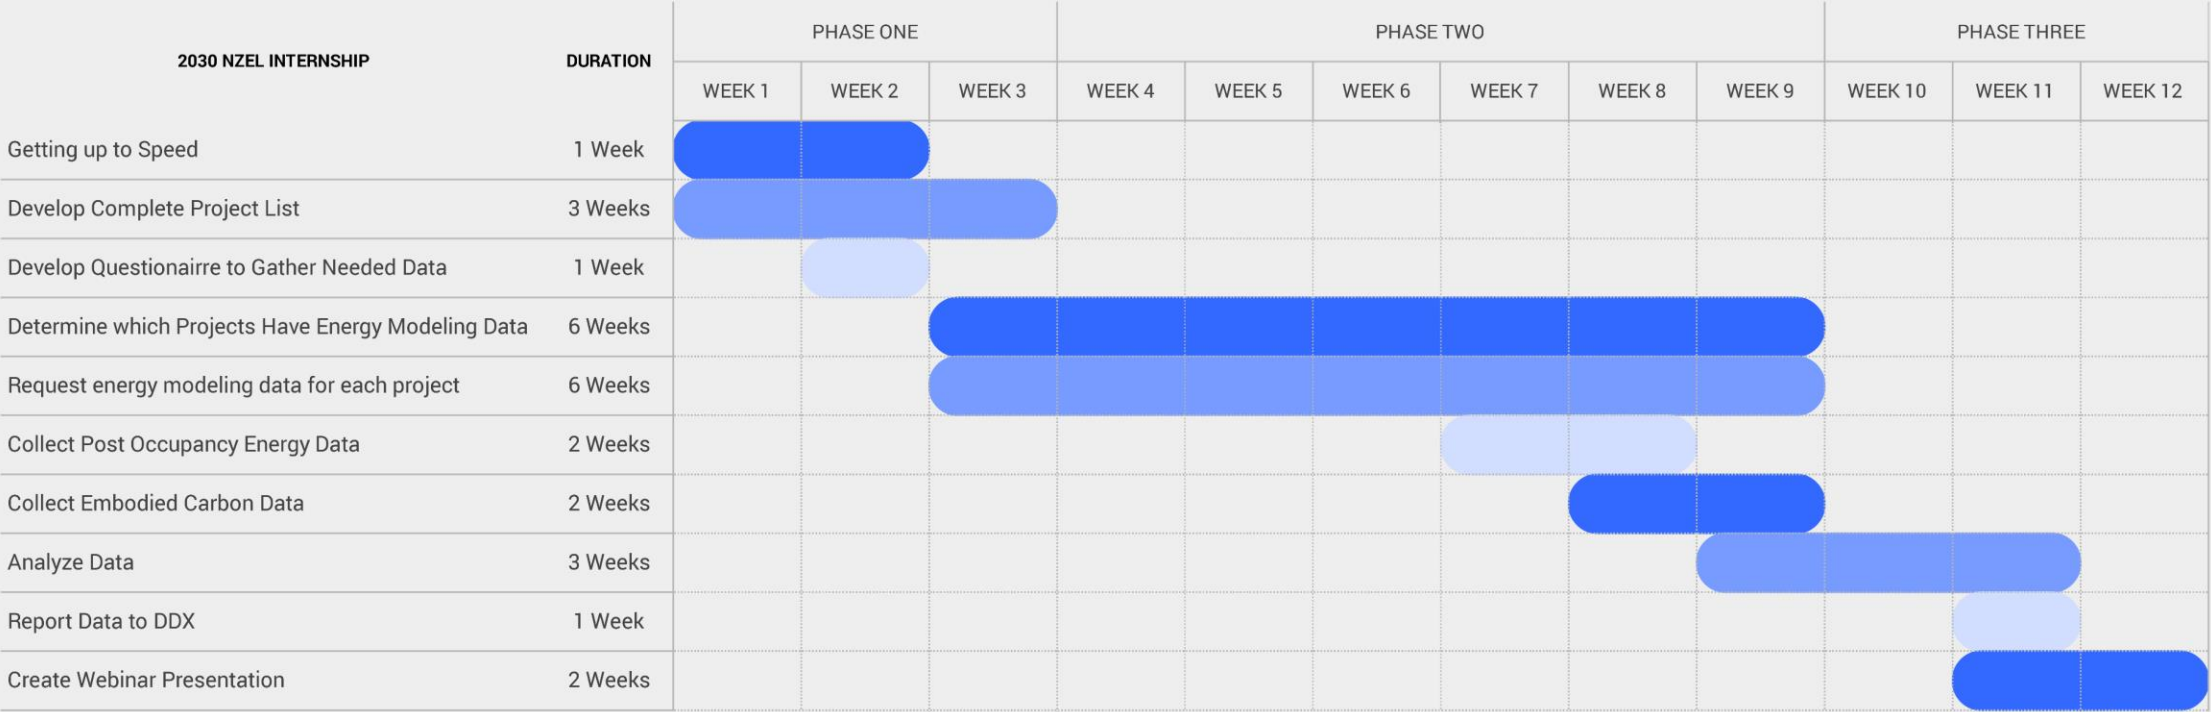 PHASE ONE PHASE TWO PHASE THREE
2030 NZEL INTERNSHIP DURATION
WEEK 1 WEEK 2 WEEK 3 WEEK 4 WEEK 5 WEEK 6 WEEK 7 WEEK 8 WEEK 9 WEEK 10 WEEK 11 WEEK 12
Getting up to Speed 1 Week
Develop Complete Project List 3 Weeks
Develop Questionairre to Gather Needed Data 1 Week
Determine which Projects Have Energy Modeling Data 6 Weeks
Request energy modeling data for each project 6 Weeks
Collect Post Occupancy Energy Data 2 Weeks
Collect Embodied Carbon Data 2 Weeks
Analyze Data 3 Weeks
Report Data to DDX 1 Week
Create Webinar Presentation 2 Weeks